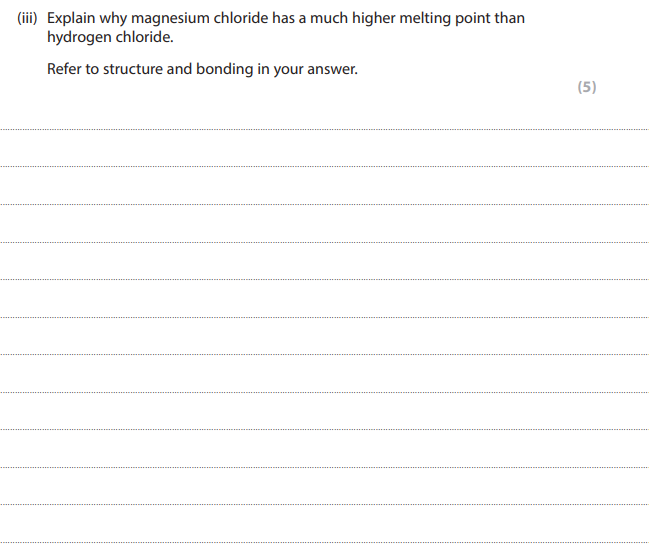 (iii) Explain why magnesium chloride has a much higher melting point than
hydrogen chloride.
Refer to structure and bonding in your answer.
(5)